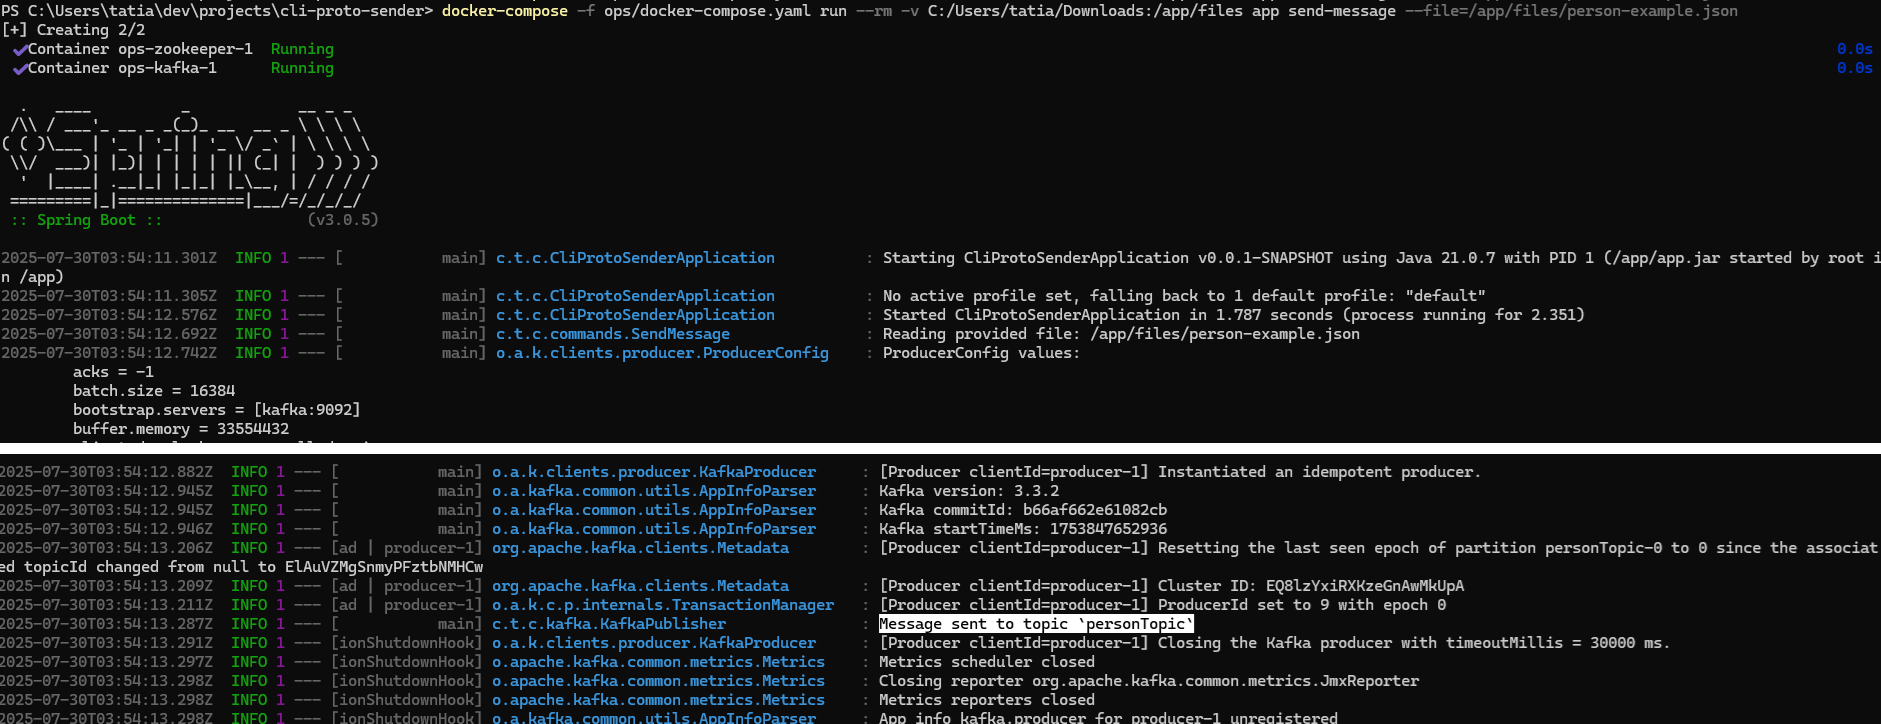 PS C:\Users\tatia\dev\projects\cli-proto-sender> docker-compose -f ops/docker-compose.yaml run --rm -v C:/Users/tatia/Downloads:/app/files app send-message --file=/app/files/person-example.json
[+] Creating 2/2
✔Container ops-zookeeper-1  Running 0.0s
✔Container ops-kafka-1      Running 0.0s
  .   ____          _            __ _ _
 /\\ / ___'_ __ _ _(_)_ __  __ _ \ \ \ \
( ( )\___ | '_ | '_| | '_ \/ _` | \ \ \ \
 \\/  ___)| |_)| | | | | || (_| |  ) ) ) )
  '  |____| .__|_| |_|_| |_\__, | / / / /
 =========|_|==============|___/=/_/_/_/
 :: Spring Boot ::                (v3.0.5)
2025-07-30T03:54:11.301Z  INFO 1 --- [           main] c.t.c.CliProtoSenderApplication          : Starting CliProtoSenderApplication v0.0.1-SNAPSHOT using Java 21.0.7 with PID 1 (/app/app.jar started by root i
n /app)
2025-07-30T03:54:11.305Z  INFO 1 --- [           main] c.t.c.CliProtoSenderApplication          : No active profile set, falling back to 1 default profile: "default"
2025-07-30T03:54:12.576Z  INFO 1 --- [           main] c.t.c.CliProtoSenderApplication          : Started CliProtoSenderApplication in 1.787 seconds (process running for 2.351)
2025-07-30T03:54:12.692Z  INFO 1 --- [           main] c.t.c.commands.SendMessage               : Reading provided file: /app/files/person-example.json
2025-07-30T03:54:12.742Z  INFO 1 --- [           main] o.a.k.clients.producer.ProducerConfig    : ProducerConfig values:
        acks = -1
        batch.size = 16384
        bootstrap.servers = [kafka:9092]
        buffer.memory = 33554432
2025-07-30T03:54:12.882Z  INFO 1 --- [           main] o.a.k.clients.producer.KafkaProducer     : [Producer clientId=producer-1] Instantiated an idempotent producer.
2025-07-30T03:54:12.945Z  INFO 1 --- [           main] o.a.kafka.common.utils.AppInfoParser     : Kafka version: 3.3.2
2025-07-30T03:54:12.945Z  INFO 1 --- [           main] o.a.kafka.common.utils.AppInfoParser     : Kafka commitId: b66af662e61082cb
2025-07-30T03:54:12.946Z  INFO 1 --- [           main] o.a.kafka.common.utils.AppInfoParser     : Kafka startTimeMs: 1753847652936
2025-07-30T03:54:13.206Z  INFO 1 --- [ad | producer-1] org.apache.kafka.clients.Metadata        : [Producer clientId=producer-1] Resetting the last seen epoch of partition personTopic-0 to 0 since the associat
ed topicId changed from null to ElAuVZMgSnmyPFztbNMHCw
2025-07-30T03:54:13.209Z  INFO 1 --- [ad | producer-1] org.apache.kafka.clients.Metadata        : [Producer clientId=producer-1] Cluster ID: EQ8lzYxiRXKzeGnAwMkUpA
2025-07-30T03:54:13.211Z  INFO 1 --- [ad | producer-1] o.a.k.c.p.internals.TransactionManager   : [Producer clientId=producer-1] ProducerId set to 9 with epoch 0
2025-07-30T03:54:13.287Z  INFO 1 --- [           main] c.t.c.kafka.KafkaPublisher               : Message sent to topic `personTopic`
2025-07-30T03:54:13.291Z  INFO 1 --- [ionShutdownHook] o.a.k.clients.producer.KafkaProducer     : [Producer clientId=producer-1] Closing the Kafka producer with timeoutMillis = 30000 ms.
2025-07-30T03:54:13.297Z  INFO 1 --- [ionShutdownHook] o.apache.kafka.common.metrics.Metrics    : Metrics scheduler closed
2025-07-30T03:54:13.298Z  INFO 1 --- [ionShutdownHook] o.apache.kafka.common.metrics.Metrics    : Closing reporter org.apache.kafka.common.metrics.JmxReporter
2025-07-30T03:54:13.298Z  INFO 1 --- [ionShutdownHook] o.apache.kafka.common.metrics.Metrics    : Metrics reporters closed
2025-07-30T03:54:13.298Z  INFO 1 --- [ionShutdownHook] o.a.kafka.common.utils.AppInfoParser     : App info kafka.producer for producer-1 unregistered